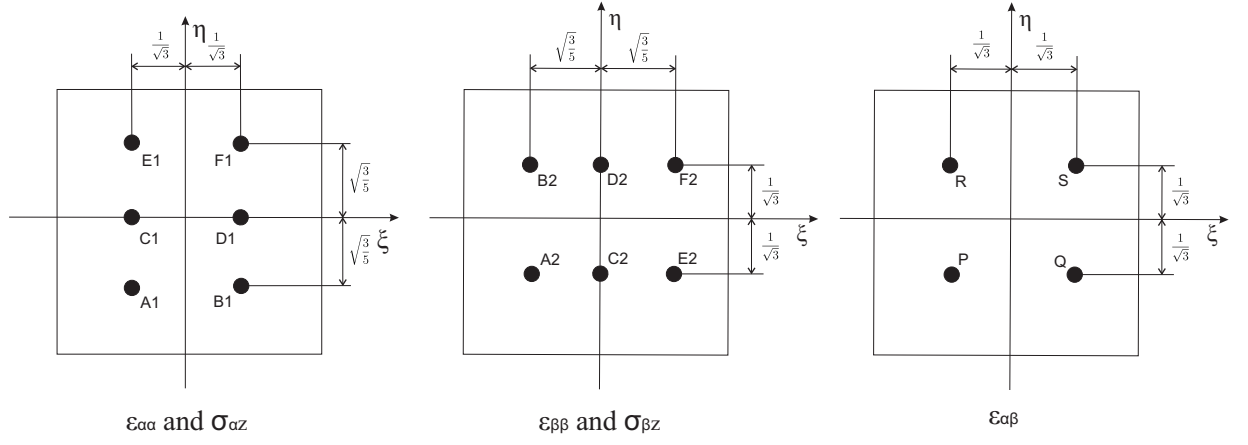 1/√3 η 1/√3
E1 F1
√3/5
C1 D1 ξ
√3/5
A1 B1
εαα and σαz
η
√3/5 √3/5
B2 D2 F2
1/√3
ξ
A2 C2 E2
1/√3
εββ and σβz
η
1/√3 1/√3
R S
1/√3
ξ
P Q
1/√3
εαβ